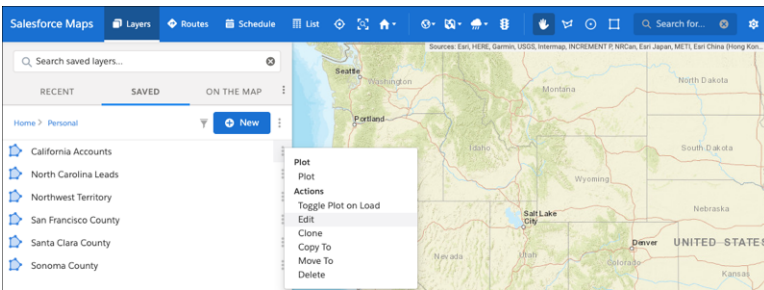 Salesforce Maps Layers Routes Schedule List Search for...
Sources: Esri, HERE, Garmin, USGS, Intermap, INCREMENT P, NRCan, Esri Japan, METI, Esri China (Hong Kon...
Search saved layers...
RECENT SAVED ON THE MAP
Home > Personal New
California Accounts
North Carolina Leads
Northwest Territory
San Francisco County
Santa Clara County
Sonoma County
Plot
Plot
Actions
Toggle Plot on Load
Edit
Clone
Copy To
Move To
Delete
Seattle
Washington
Montana
North Dakota
Portland
Idaho
South Dakota
Wyoming
Salt Lake
City
Nebraska
Denver
UNITED STATES
Nevada
Utah
Colorado
Kansas